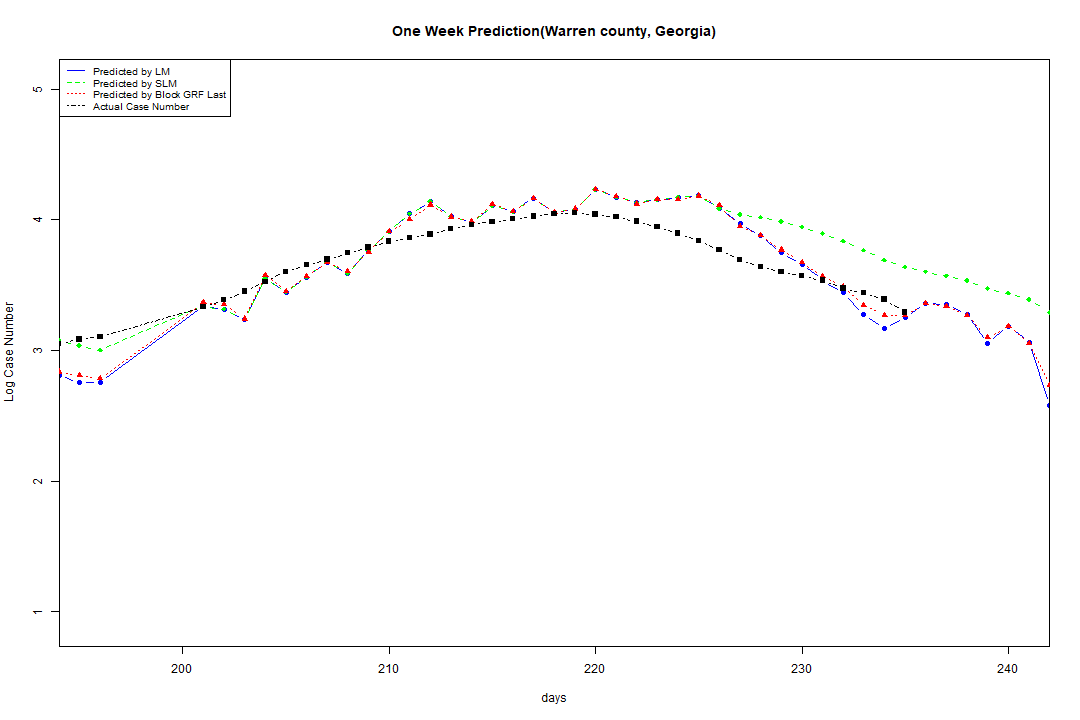 One Week Prediction(Warren county, Georgia)
Predicted by LM
Predicted by SLM
Predicted by Block GRF Last
Actual Case Number
5
4
3
2
1
Log Case Number
200
210
220
230
240
days